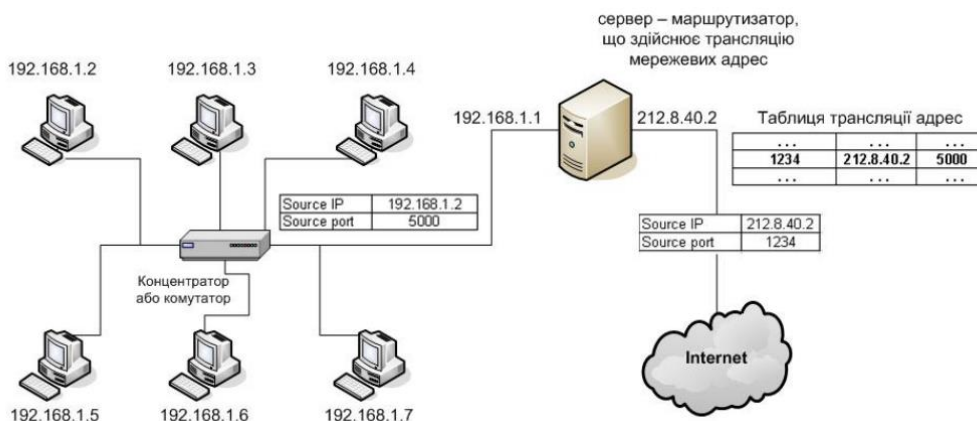 сервер – маршрутизатор,
що здійснює трансляцію
мережевих адрес
192.168.1.2
192.168.1.3
192.168.1.4
192.168.1.1
212.8.40.2
Таблиця трансляції адрес
... ... ...
1234 212.8.40.2 5000
... ... ...
Source IP 192.168.1.2
Source port 5000
Source IP 212.8.40.2
Source port 1234
Концентратор
або комутатор
Internet
192.168.1.5
192.168.1.6
192.168.1.7